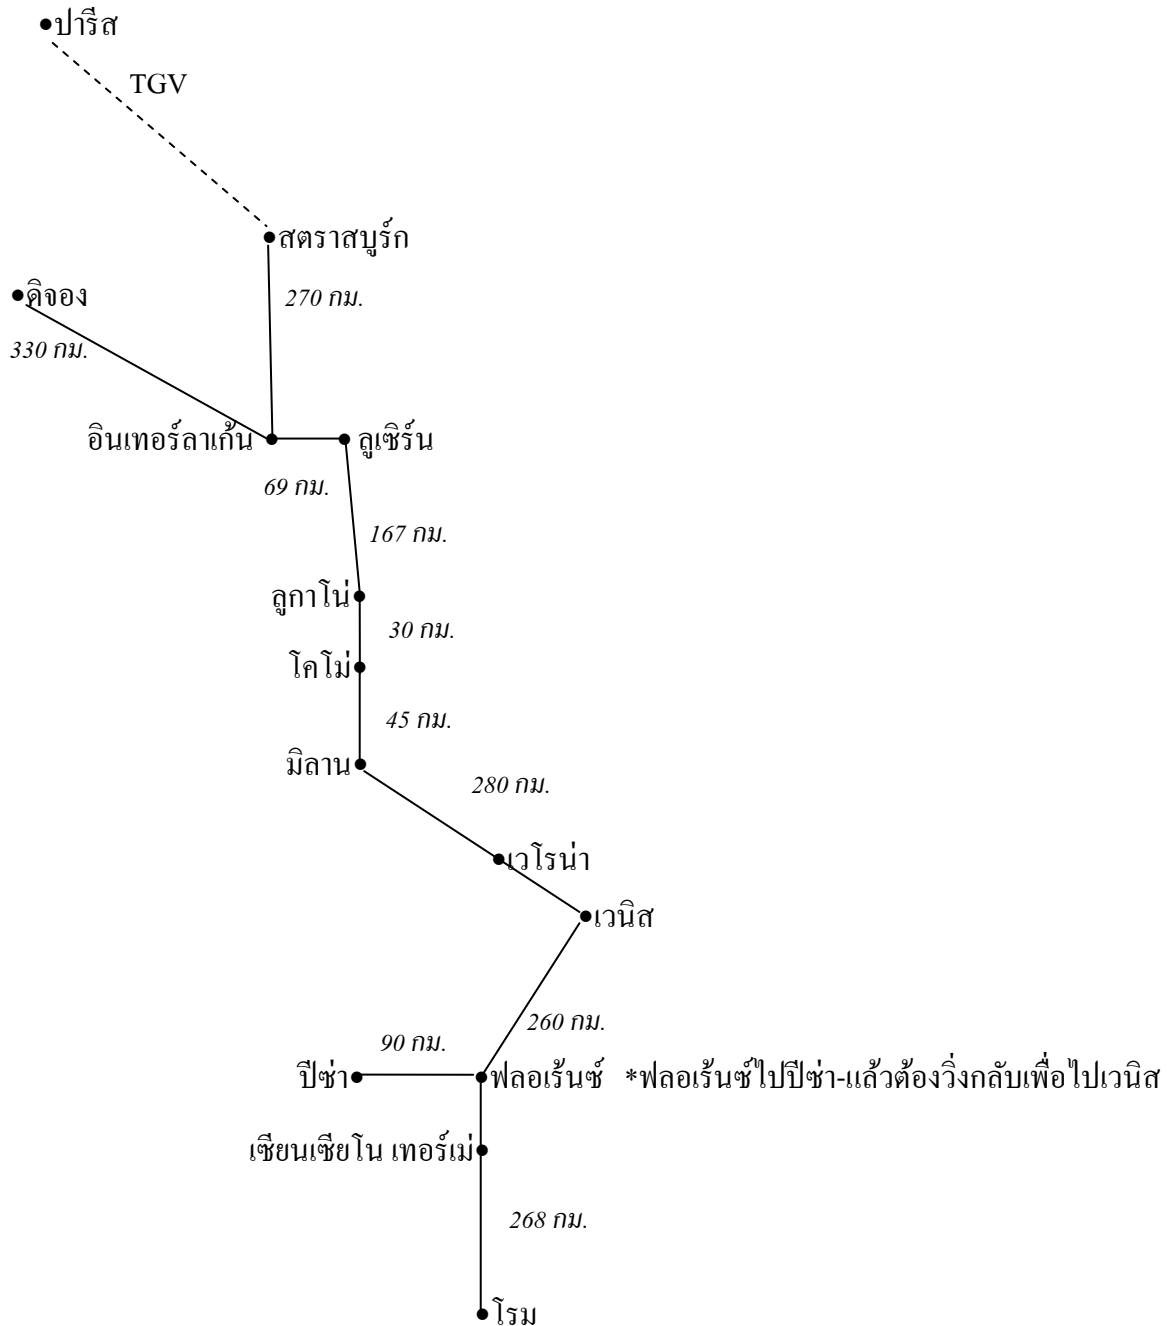 ปารีส
TGV
สตราสบูร์ก
ดิจอง
270 กม.
330 กม.
อินเทอร์ลาเก้น
ลูเซิร์น
69 กม.
167 กม.
ลูกาโน่
30 กม.
โคโม่
45 กม.
มิลาน
280 กม.
เวโรน่า
เวนิส
260 กม.
90 กม.
ปีซ่า
ฟลอเร้นซ์ *ฟลอเร้นซ์ไปปีซ่า-แล้วต้องวิ่งกลับเพื่อไปเวนิส
เซียนเซียโน เทอร์เม่
268 กม.
โรม